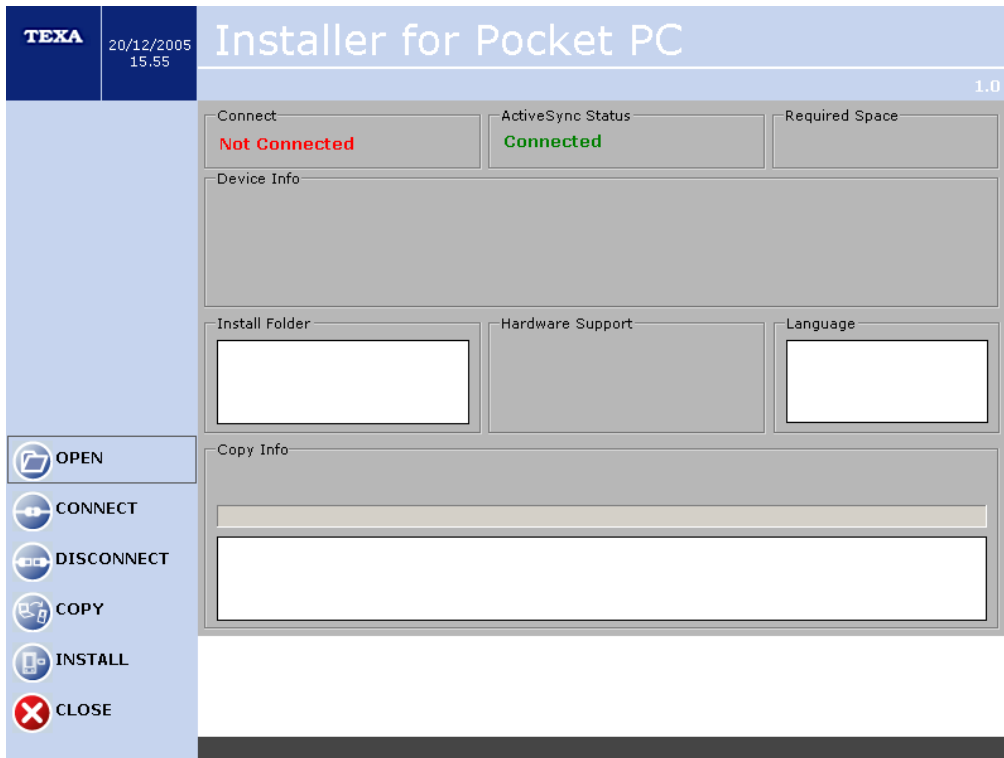 TEXA
20/12/2005
15.55
Installer for Pocket PC
1.0
Connect
Not Connected
ActiveSync Status
Connected
Required Space
Device Info
Install Folder
Hardware Support
Language
Copy Info
OPEN
CONNECT
DISCONNECT
COPY
INSTALL
CLOSE